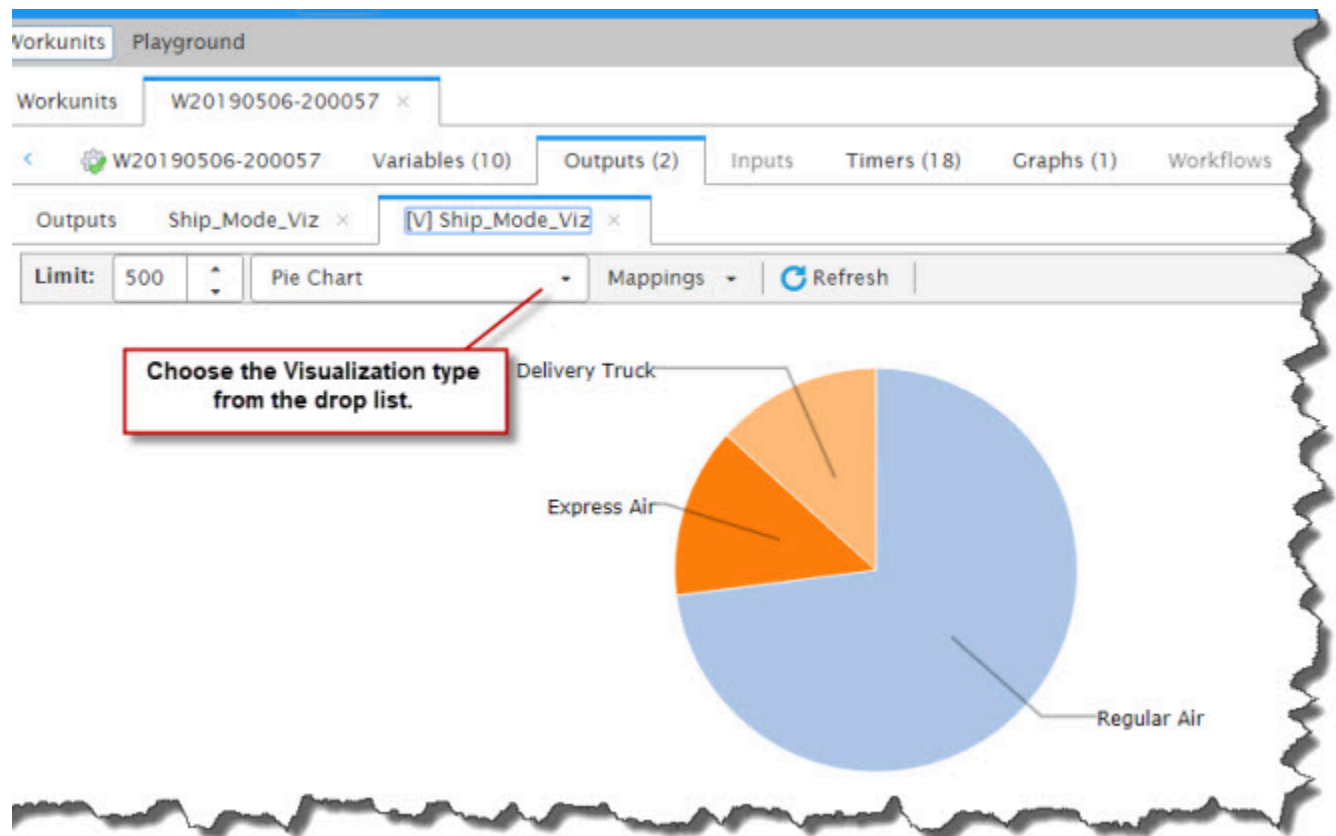 Workunits Playground
Workunits W20190506-200057 ×
< W20190506-200057 Variables (10) Outputs (2) Inputs Timers (18) Graphs (1) Workflows
Outputs Ship_Mode_Viz × [V] Ship_Mode_Viz ×
Limit: 500 Pie Chart Mappings Refresh
Choose the Visualization type
from the drop list.
Delivery Truck
Express Air
Regular Air